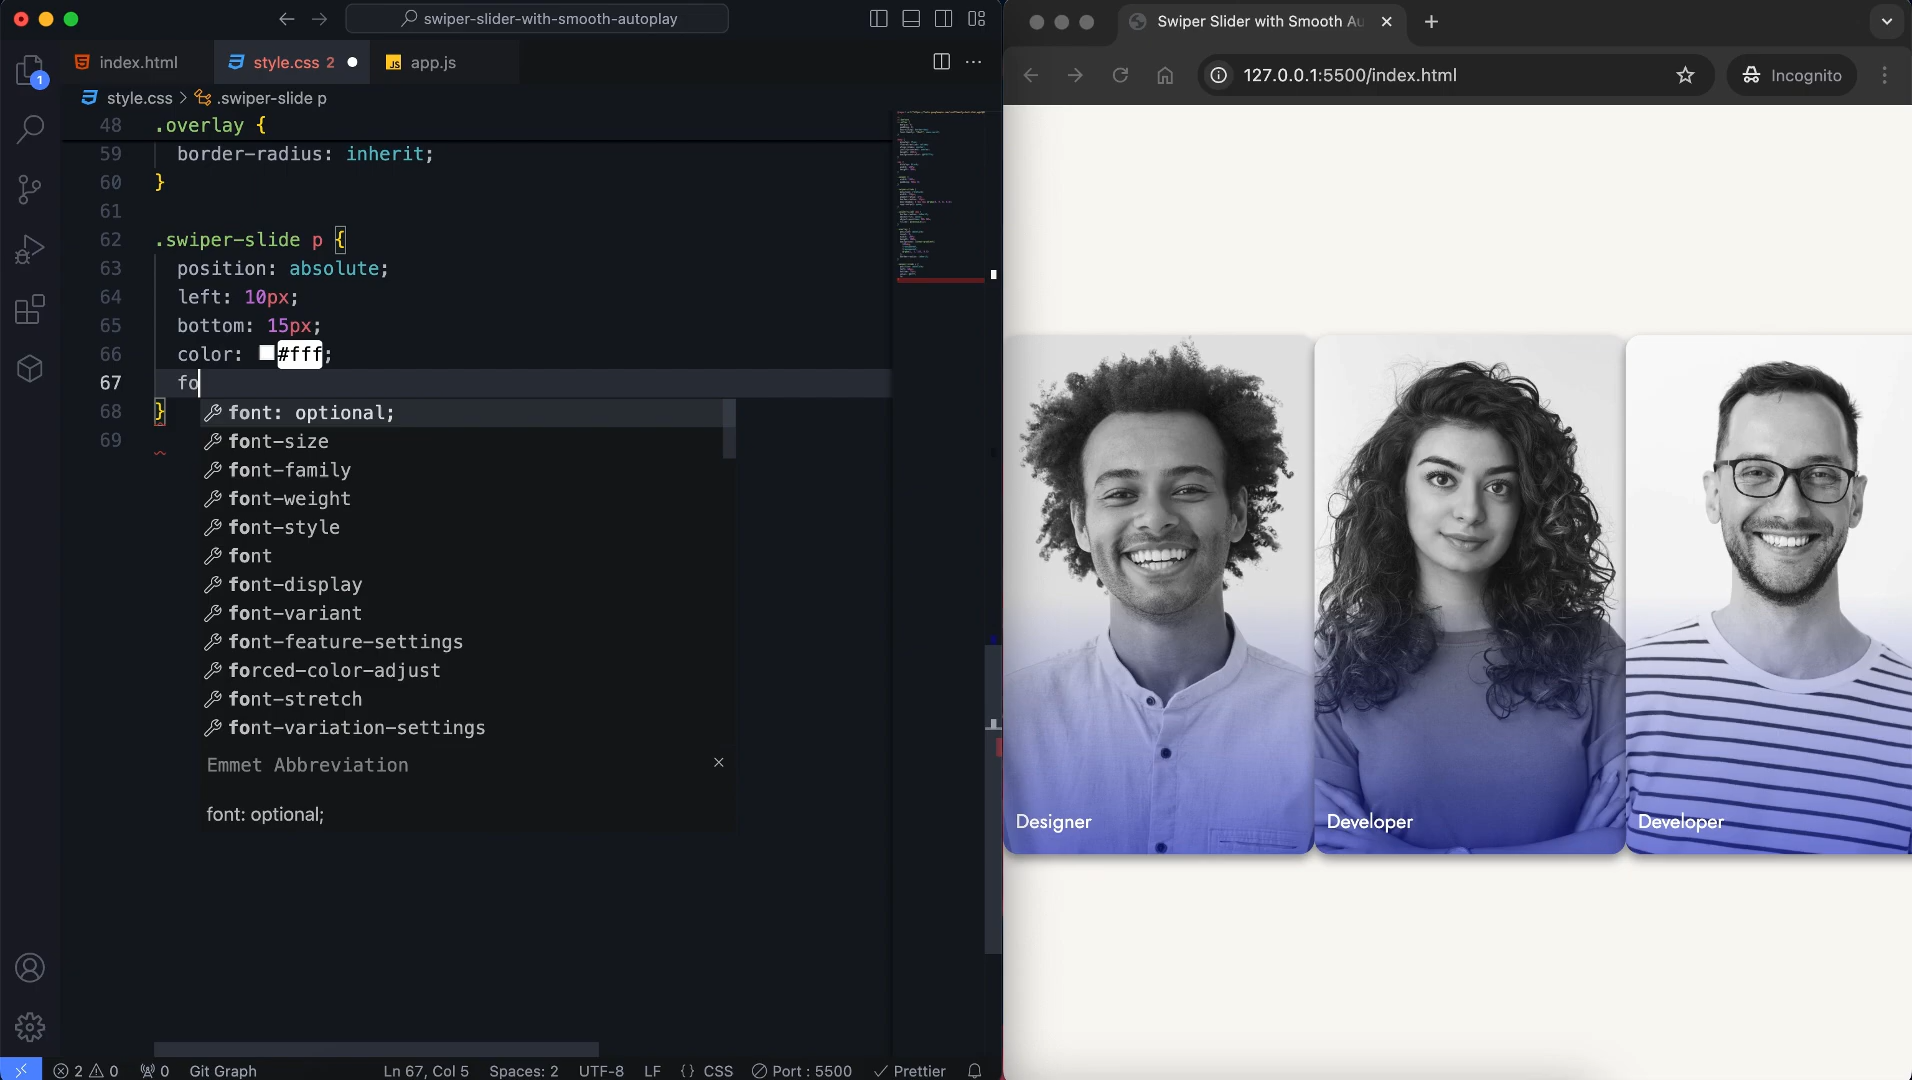 swiper-slider-with-smooth-autoplay
index.html
style.css 2
app.js
1
style.css > .swiper-slide p
48 .overlay {
59 border-radius: inherit;
60 }
61
62 .swiper-slide p {
63 position: absolute;
64 left: 10px;
65 bottom: 15px;
66 color: #fff;
67 fo
68 }
69
font: optional;
font-size
font-family
font-weight
font-style
font
font-display
font-variant
font-feature-settings
forced-color-adjust
font-stretch
font-variation-settings
Emmet Abbreviation
font: optional;
2 0 0 Git Graph Ln 67, Col 5 Spaces: 2 UTF-8 LF {} CSS Port : 5500 Prettier
Swiper Slider with Smooth Au
127.0.0.1:5500/index.html
Incognito
Designer
Developer
Developer